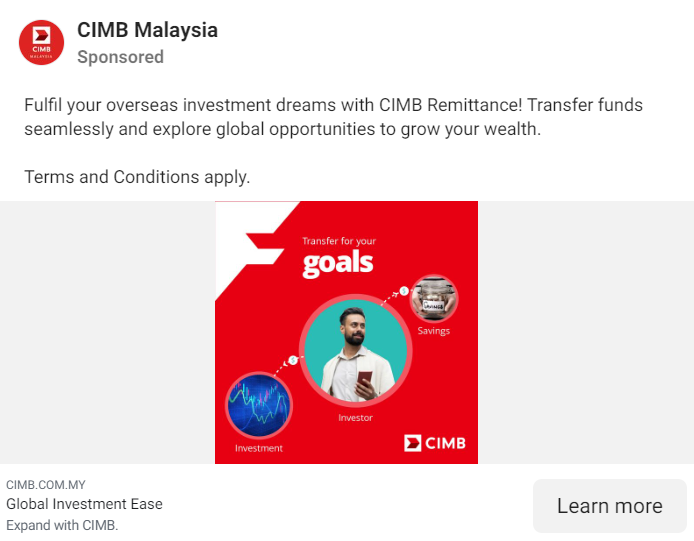 CIMB Malaysia
Sponsored
CIMB
MALAYSIA
Fulfil your overseas investment dreams with CIMB Remittance! Transfer funds
seamlessly and explore global opportunities to grow your wealth.
Terms and Conditions apply.
Transfer for your
goals
SAVINGS
Savings
Investor
Investment
CIMB
CIMB.COM.MY
Global Investment Ease
Expand with CIMB.
Learn more